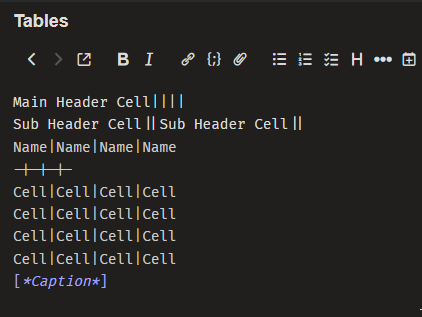 Tables
B I {;} H
Main Header Cell||||
Sub Header Cell||Sub Header Cell||
Name|Name|Name|Name
-|-|-|-
Cell|Cell|Cell|Cell
Cell|Cell|Cell|Cell
Cell|Cell|Cell|Cell
Cell|Cell|Cell|Cell
[*Caption*]